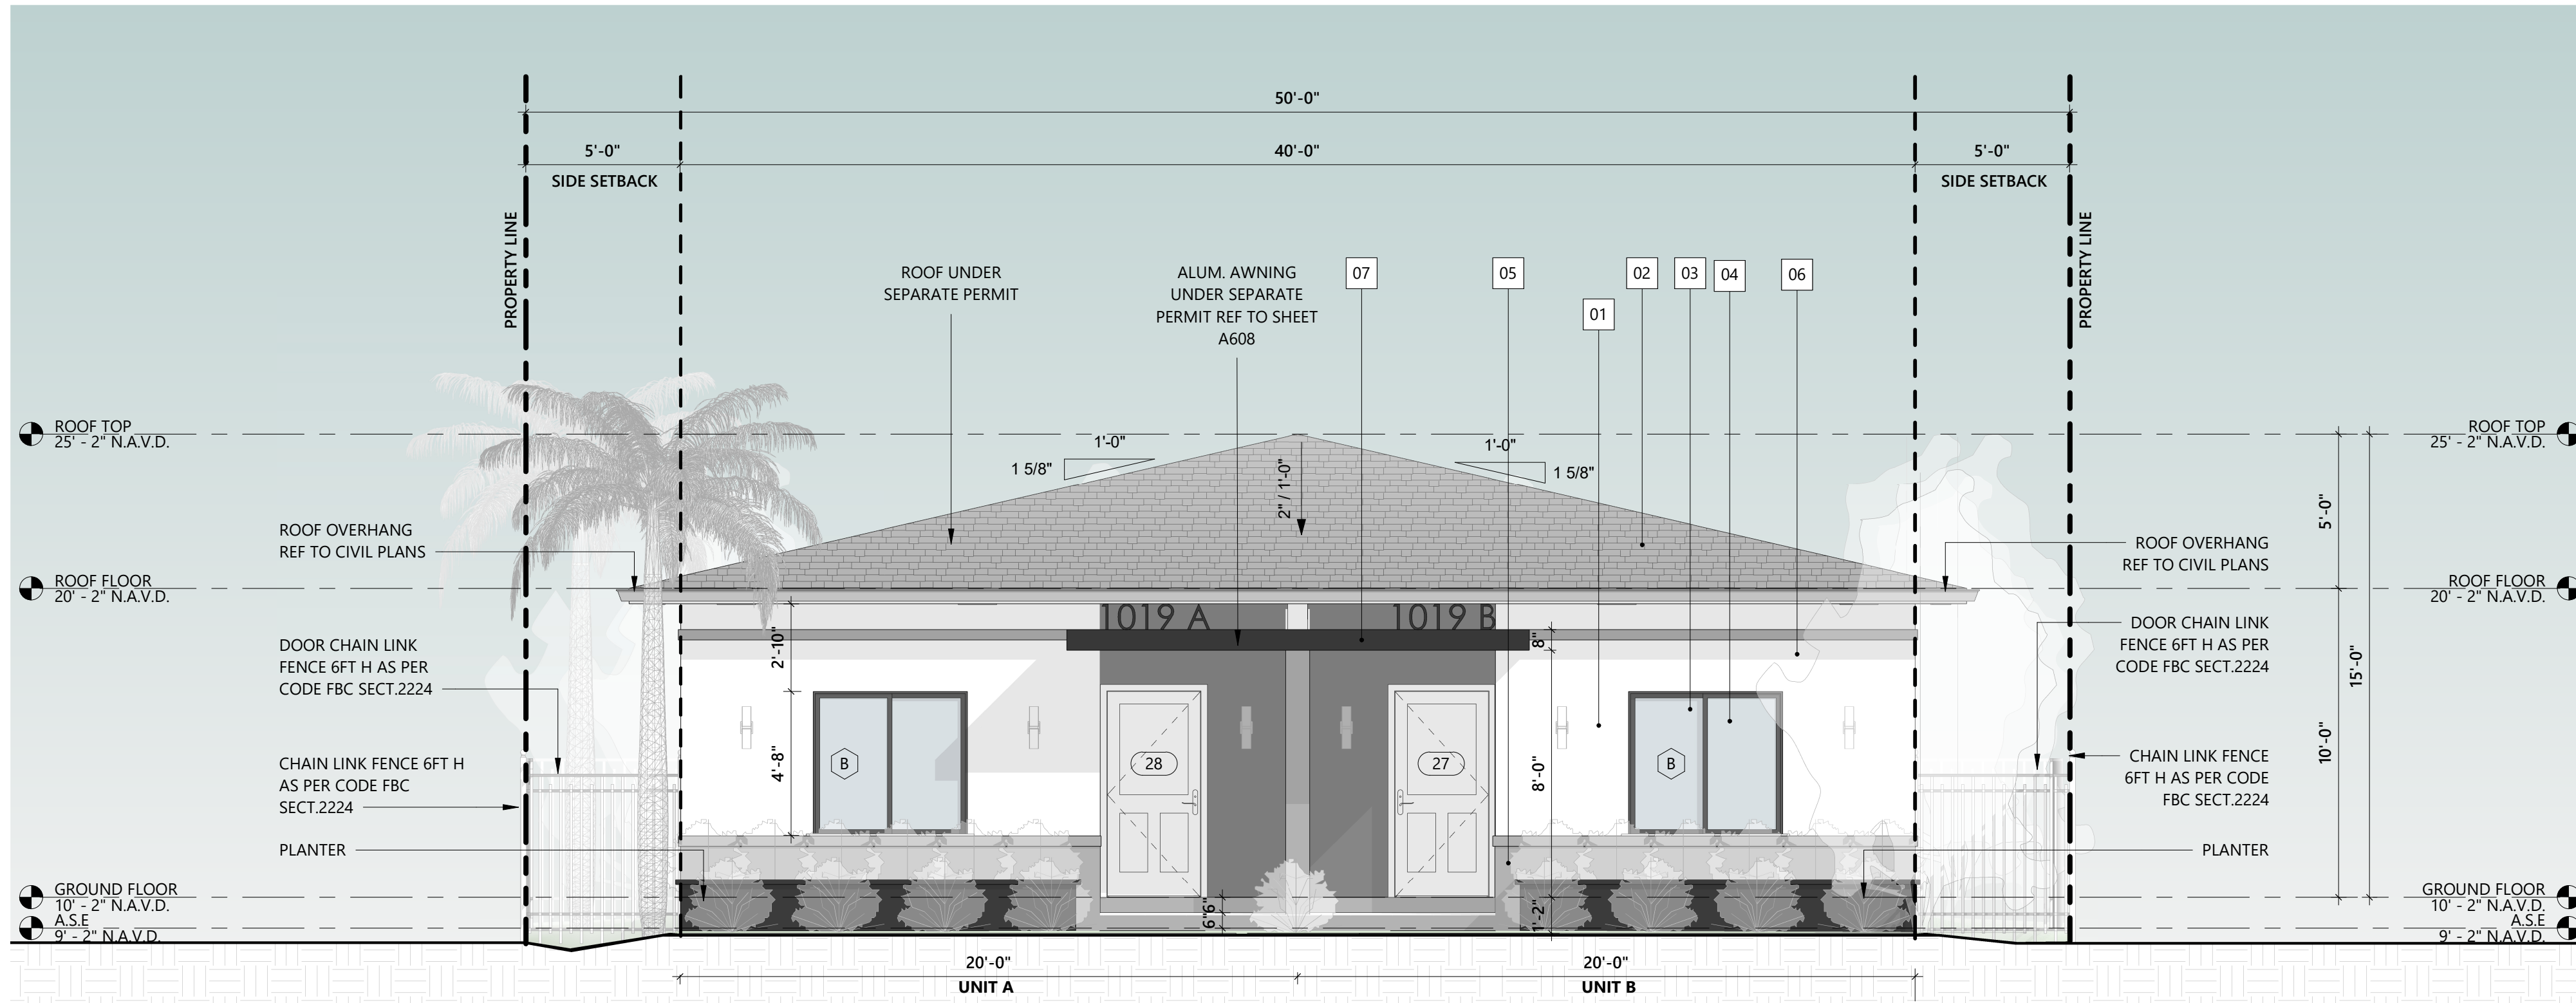 50'-0"
5'-0"
40'-0"
5'-0"
SIDE SETBACK
SIDE SETBACK
PROPERTY LINE
PROPERTY LINE
ROOF UNDER
SEPARATE PERMIT
ALUM. AWNING
UNDER SEPARATE
PERMIT REF TO SHEET
A608
07
05
01
02
03
04
06
ROOF TOP
25' - 2" N.A.V.D.
ROOF TOP
25' - 2" N.A.V.D.
1'-0"
1 5/8"
1'-0"
1 5/8"
2" / 1'-0"
5'-0"
15'-0"
10'-0"
ROOF OVERHANG
REF TO CIVIL PLANS
ROOF OVERHANG
REF TO CIVIL PLANS
ROOF FLOOR
20' - 2" N.A.V.D.
ROOF FLOOR
20' - 2" N.A.V.D.
1019 A
1019 B
2'-10"
8"
DOOR CHAIN LINK
FENCE 6FT H AS PER
CODE FBC SECT.2224
DOOR CHAIN LINK
FENCE 6FT H AS PER
CODE FBC SECT.2224
4'-8"
B
28
27
8'-0"
B
CHAIN LINK FENCE 6FT H
AS PER CODE FBC
SECT.2224
CHAIN LINK FENCE
6FT H AS PER CODE
FBC SECT.2224
PLANTER
PLANTER
GROUND FLOOR
10' - 2" N.A.V.D.
A.S.E
9' - 2" N.A.V.D.
GROUND FLOOR
10' - 2" N.A.V.D.
A.S.E
9' - 2" N.A.V.D.
6"
6"
1'-2"
20'-0"
UNIT A
20'-0"
UNIT B